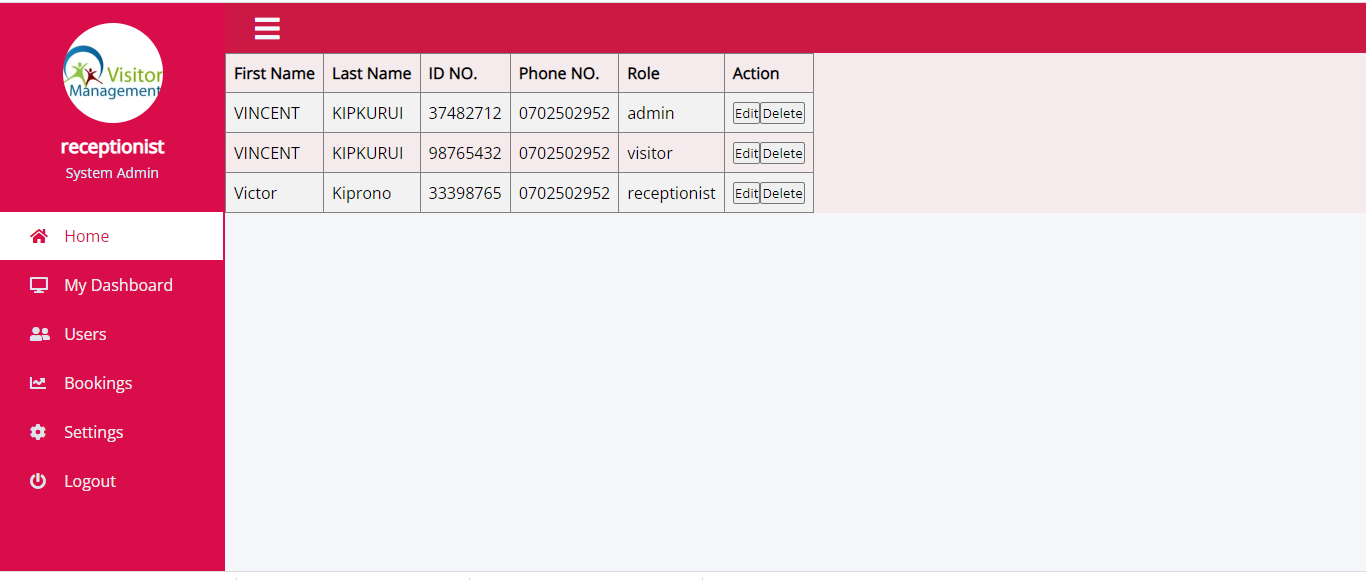 Visitor
Management
receptionist
System Admin
Home
My Dashboard
Users
Bookings
Settings
Logout
First Name Last Name ID NO. Phone NO. Role Action
VINCENT KIPKURUI 37482712 0702502952 admin Edit Delete
VINCENT KIPKURUI 98765432 0702502952 visitor Edit Delete
Victor Kiprono 33398765 0702502952 receptionist Edit Delete